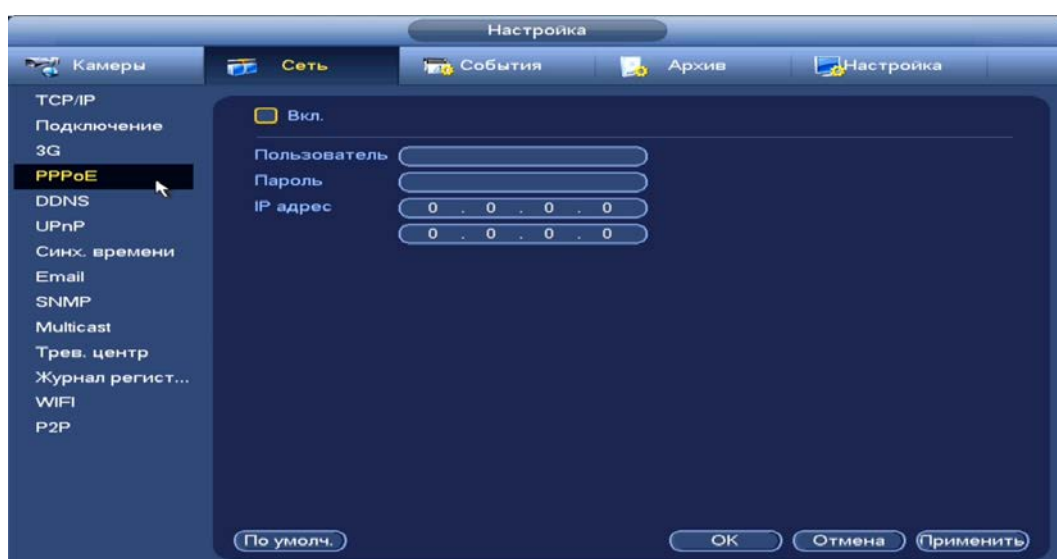 Настройка
Камеры Сеть События Архив Настройка
TCP/IP
Подключение
3G
PPPoE
DDNS
UPnP
Синх. времени
Email
SNMP
Multicast
Трев. центр
Журнал регист...
WIFI
P2P
Вкл.
Пользователь
Пароль
IP адрес 0 . 0 . 0 . 0
0 . 0 . 0 . 0
По умолч. OK Отмена Применить